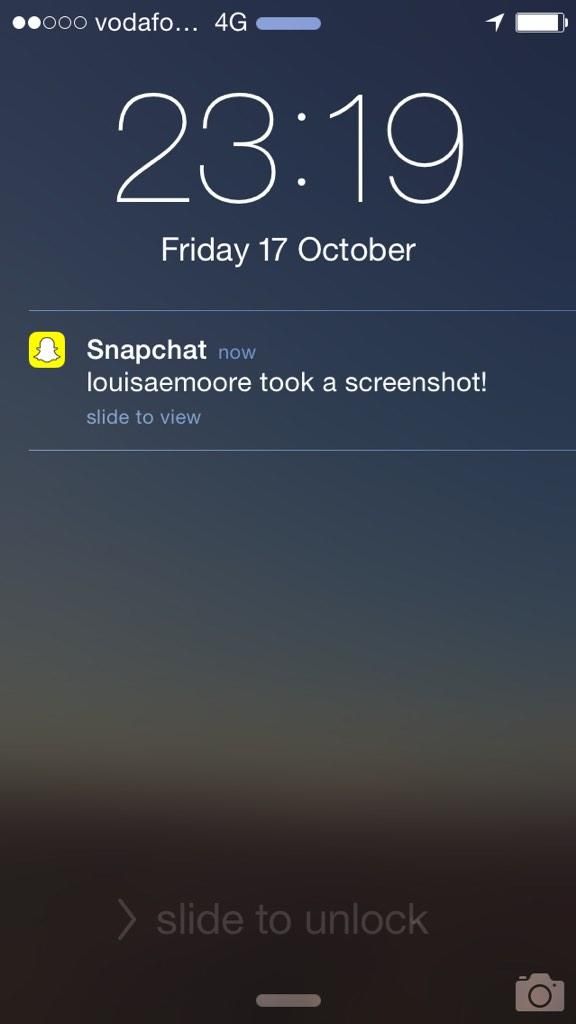 vodafo... 4G
23:19
Friday 17 October
Snapchat now
louisaemoore took a screenshot!
slide to view
> slide to unlock